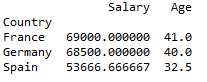 Salary Age
Country
France 69000.000000 41.0
Germany 68500.000000 40.0
Spain 53666.666667 32.5